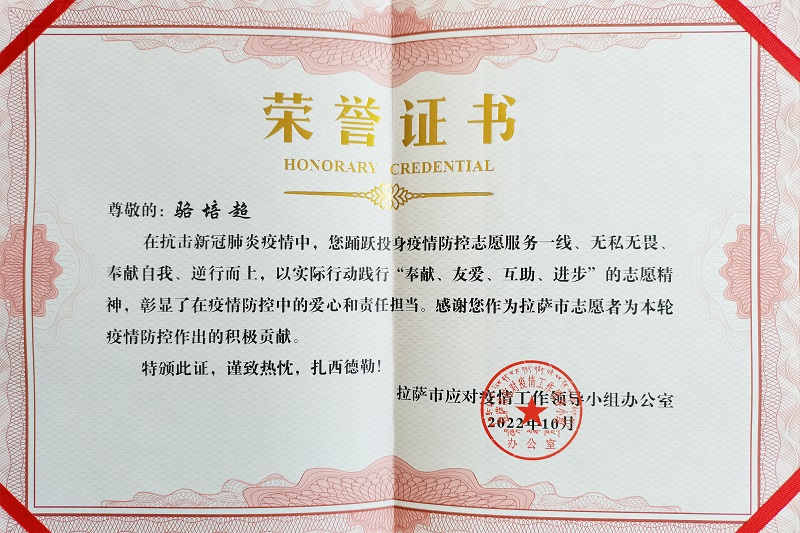 荣誉证书
HONORARY CREDENTIAL
尊敬的：骆培超
在抗击新冠肺炎疫情中，您踊跃投身疫情防控志愿服务一线、无私无畏、
奉献自我、逆行而上，以实际行动践行“奉献、友爱、互助、进步”的志愿精
神，彰显了在疫情防控中的爱心和责任担当。感谢您作为拉萨市志愿者为本轮
疫情防控作出的积极贡献。
特颁此证，谨致热忱，扎西德勒！
拉萨市应对疫情工作领导小组办公室
2022年10月
办公室